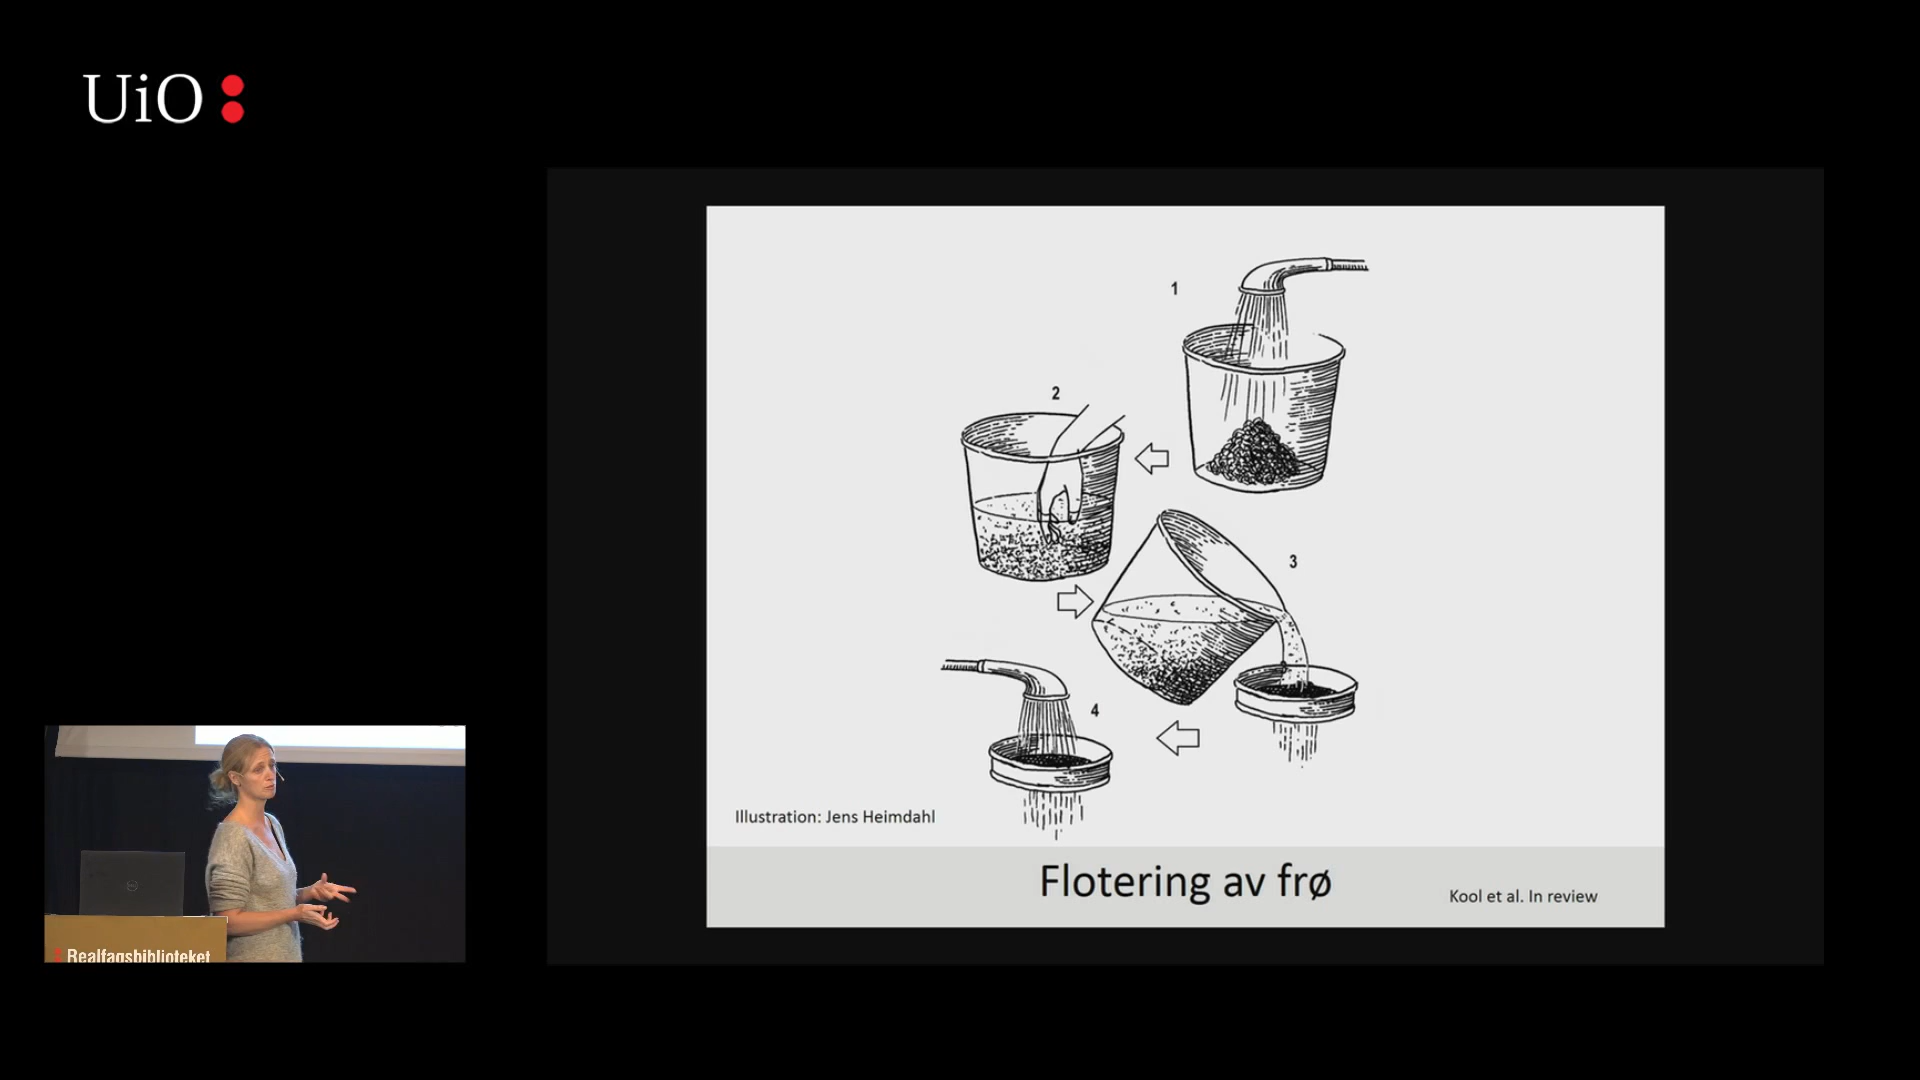 UiO
1
2
3
4
Illustration: Jens Heimdahl
Flotering av frø
Kool et al. In review
Realfagsbiblioteket